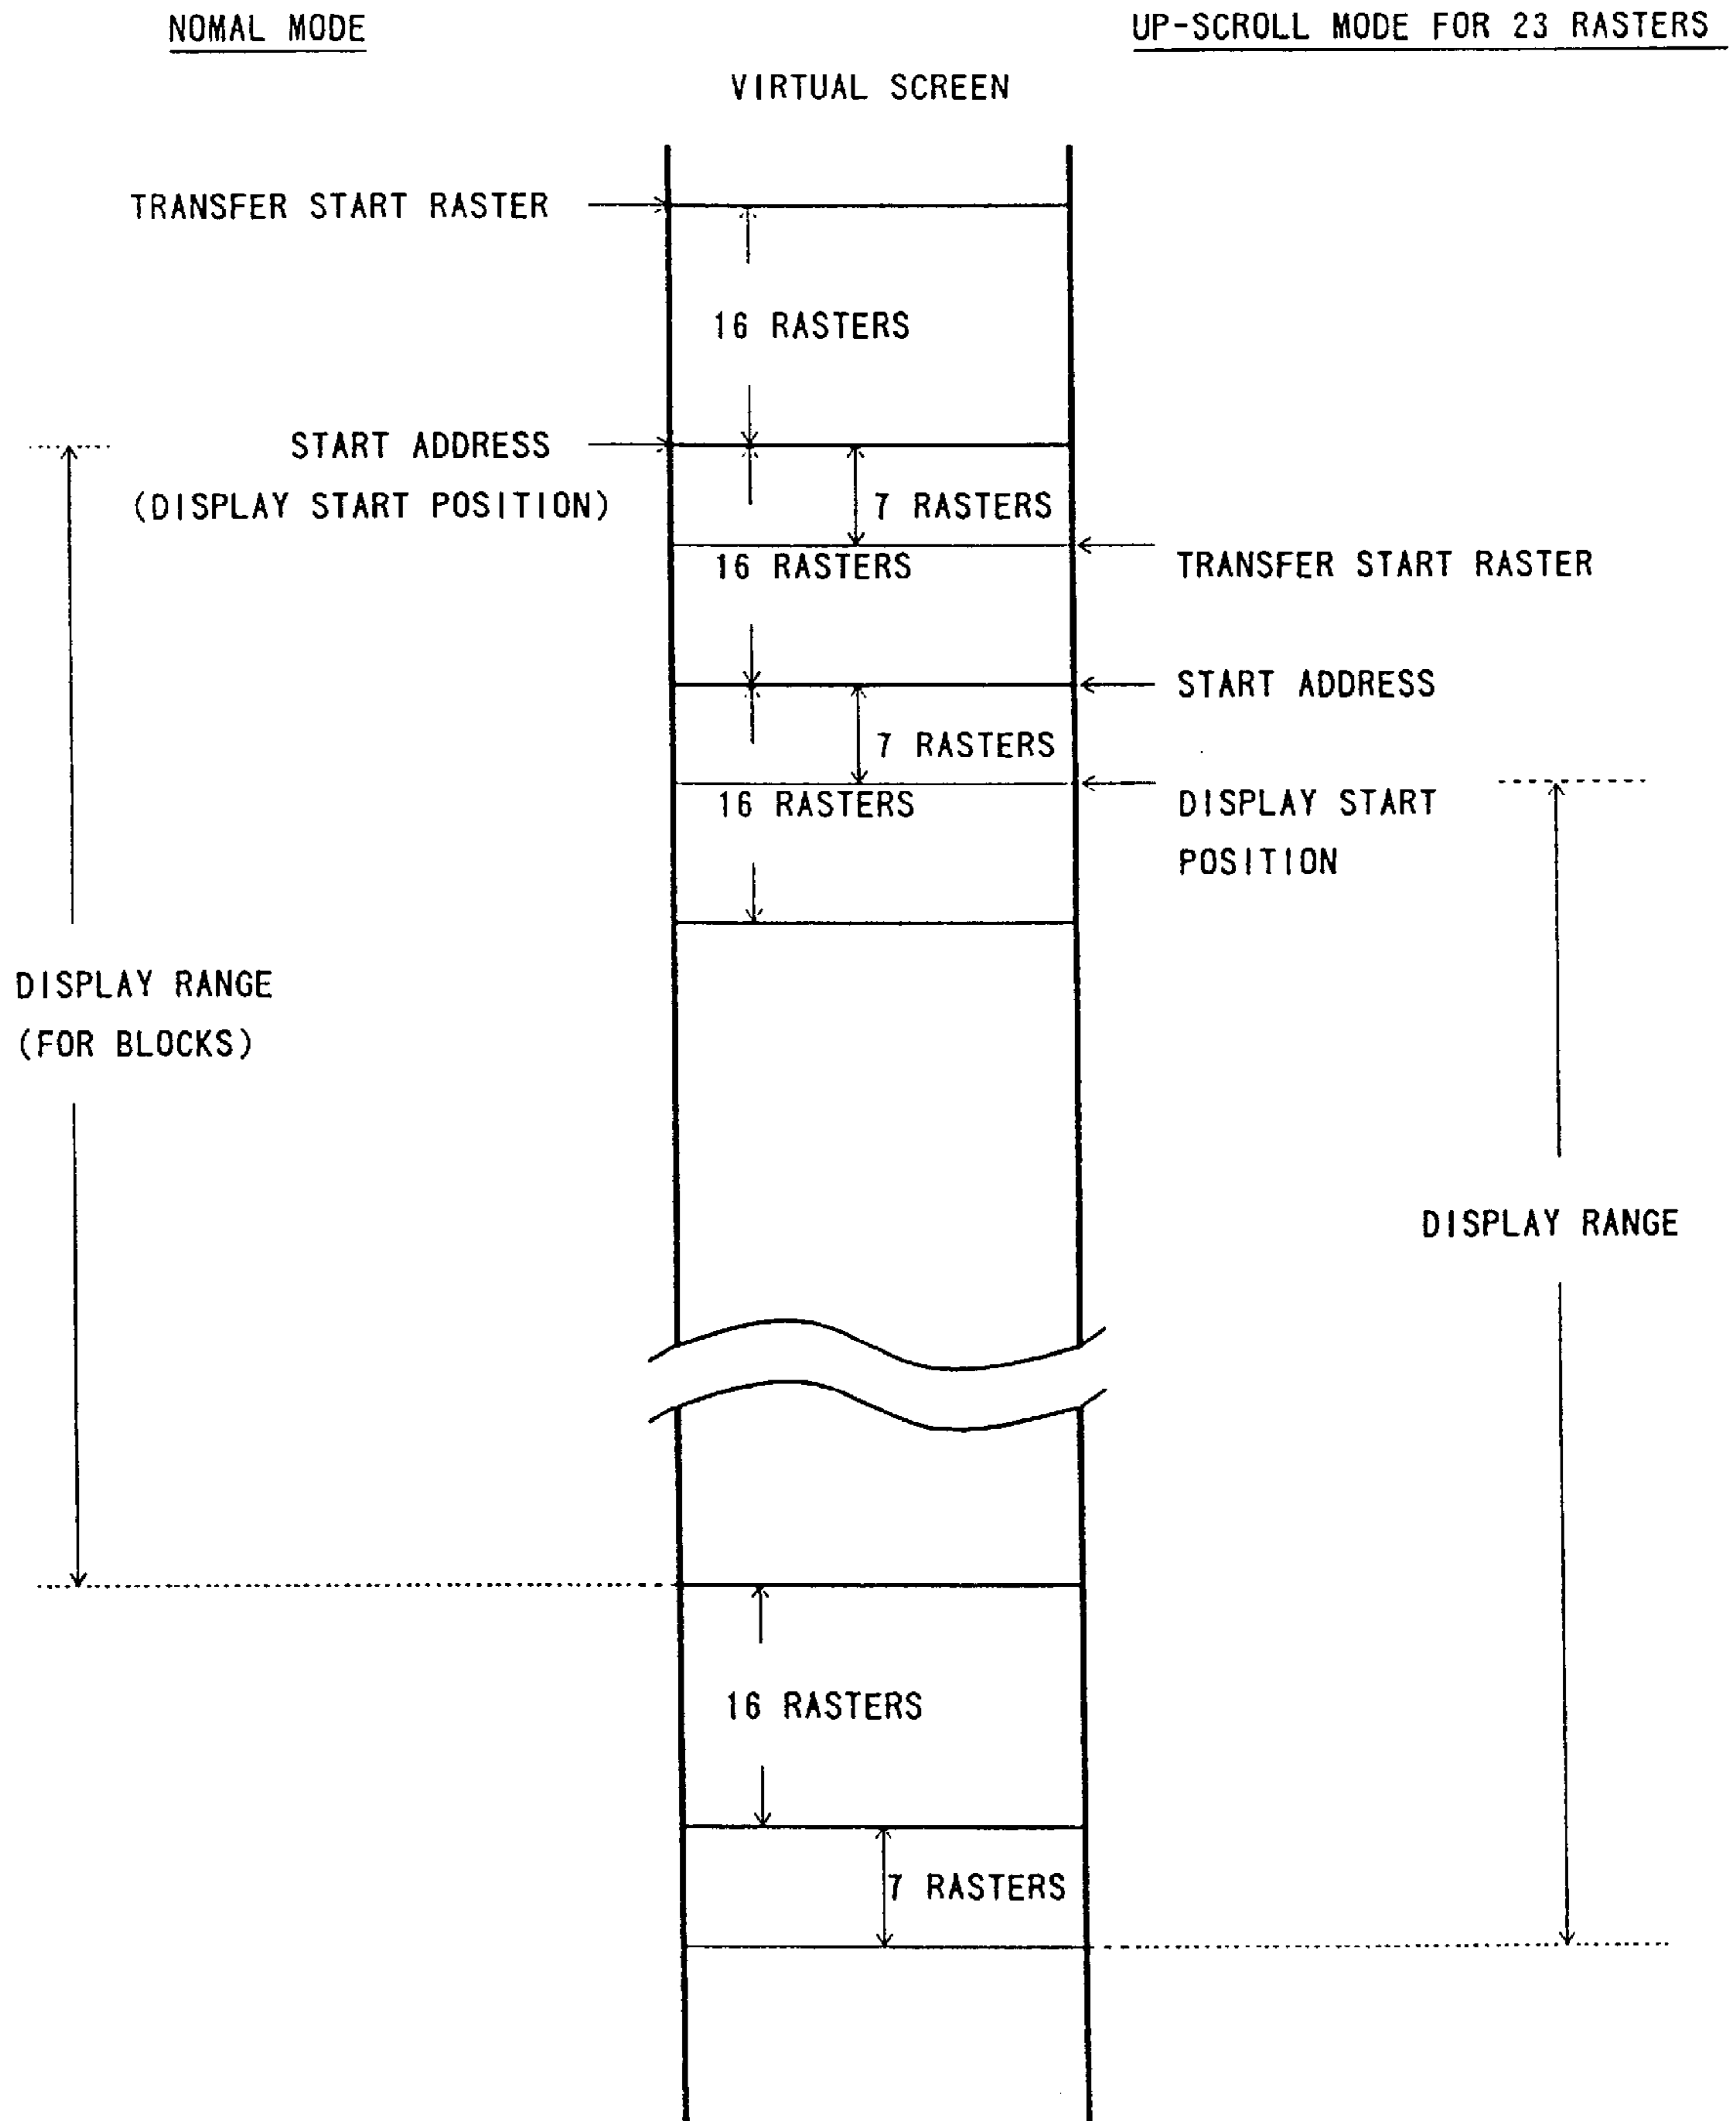 NOMAL MODE
UP-SCROLL MODE FOR 23 RASTERS
VIRTUAL SCREEN
TRANSFER START RASTER
16 RASTERS
START ADDRESS
(DISPLAY START POSITION)
7 RASTERS
16 RASTERS
TRANSFER START RASTER
START ADDRESS
7 RASTERS
16 RASTERS
DISPLAY START
POSITION
DISPLAY RANGE
(FOR BLOCKS)
DISPLAY RANGE
16 RASTERS
7 RASTERS